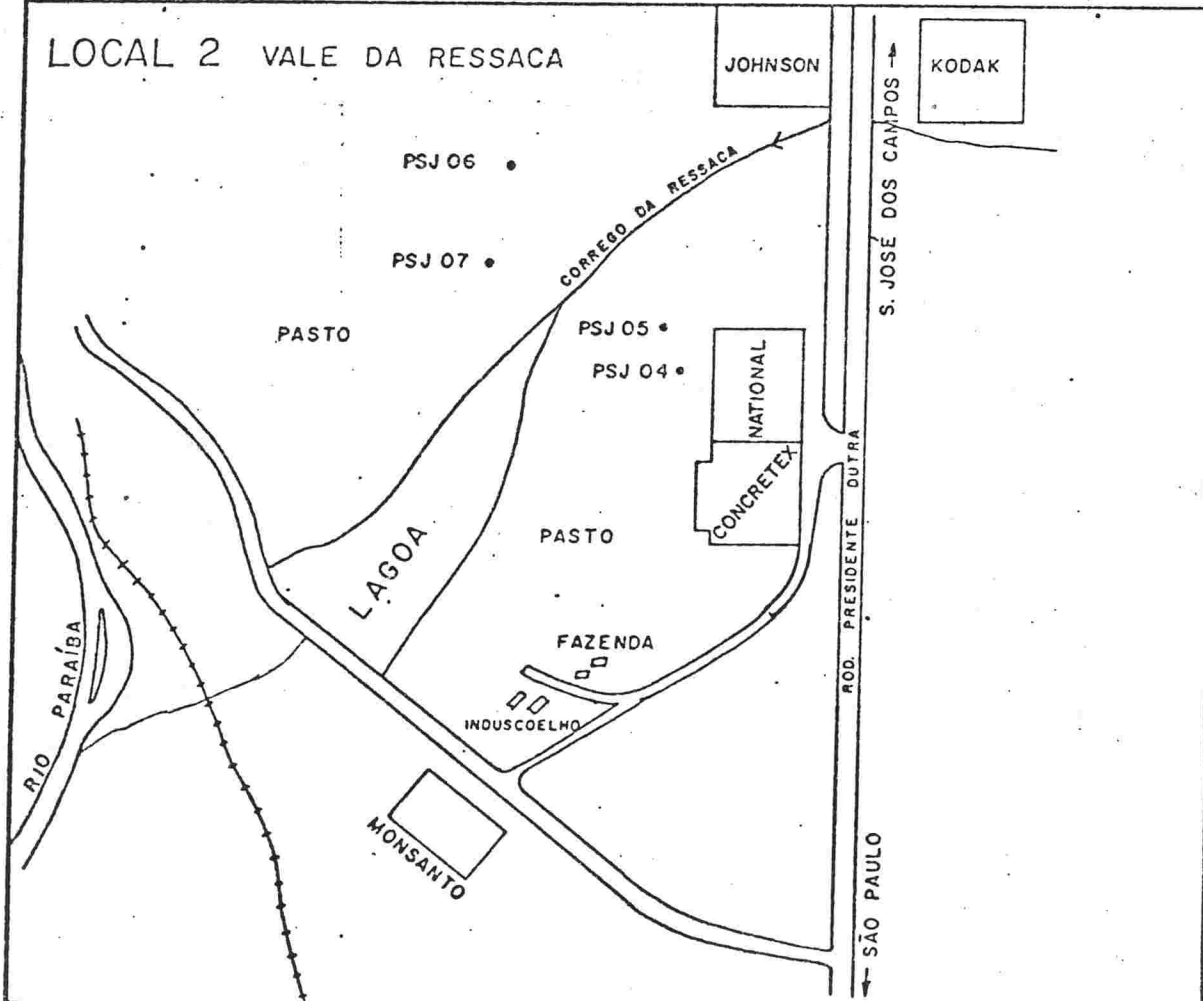 LOCAL 2 VALE DA RESSACA
JOHNSON
KODAK
S. JOSE DOS CAMPOS
PSJ 06
CORREGO DA RESSACA
PSJ 07
PSJ 05
PASTO
PSJ 04
NATIONAL
CONCRETEX
ROD. PRESIDENTE DUTRA
PASTO
LAGOA
FAZENDA
RIO PARAÍBA
INDUSCOELHO
MONSANTO
SÃO PAULO